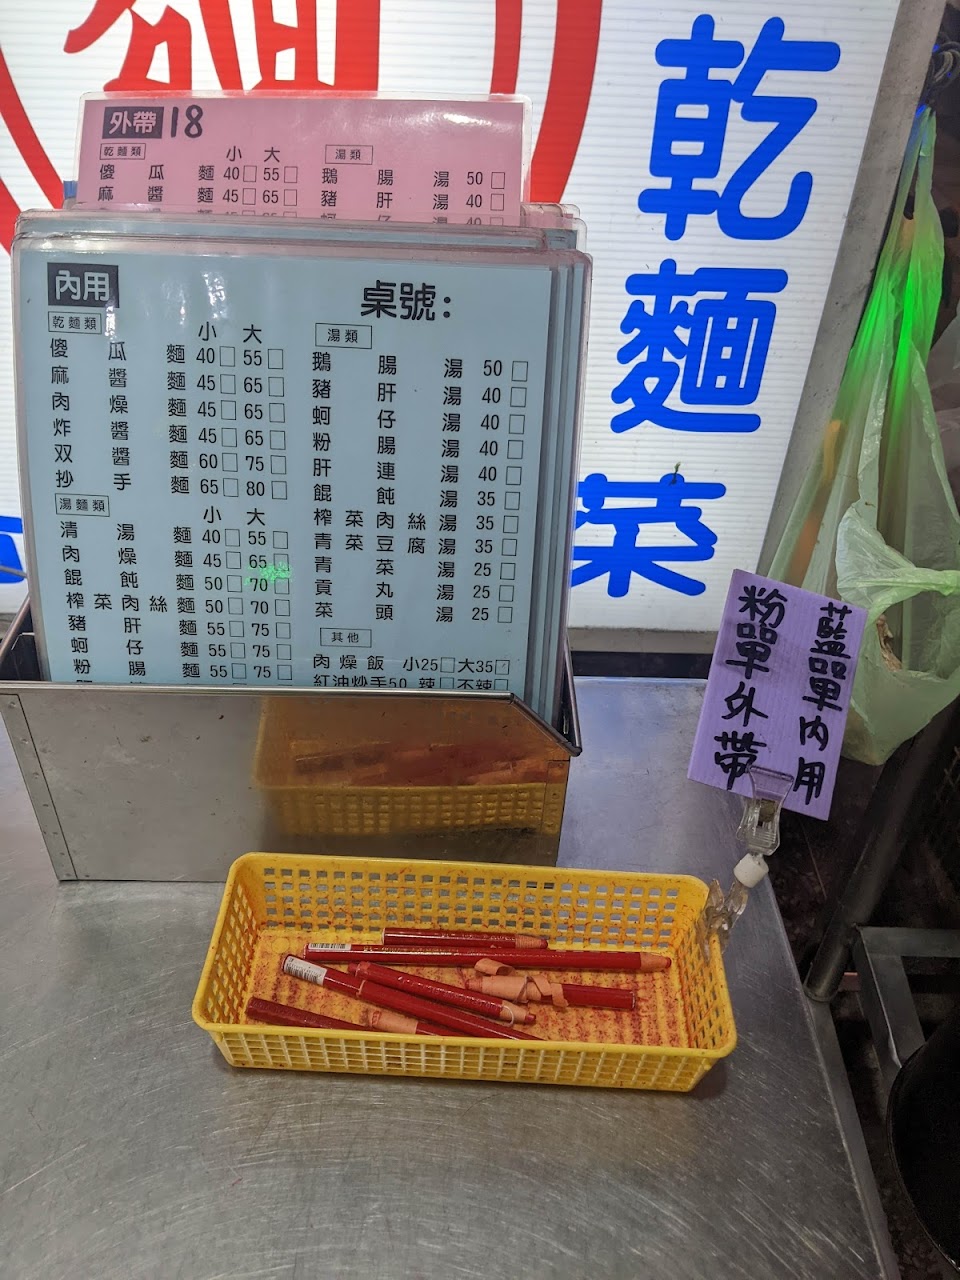 外帶 18
乾麵類 小 大 湯類
傻瓜麵 40□ 55□ 鵝腸湯 50□
麻醬麵 45□ 65□ 豬肝湯 40□
內用 桌號：
乾麵類 小 大
傻瓜麵 40□ 55□
麻醬麵 45□ 65□
肉燥麵 45□ 65□
炸醬麵 45□ 65□
双醬麵 60□ 75□
抄手麵 65□ 80□
湯麵類 小 大
清湯麵 40□ 55□
肉燥麵 45□ 65□
餛飩麵 50□ 70□
榨菜肉絲麵 50□ 70□
豬肝麵 55□ 75□
蚵仔麵 55□ 75□
粉腸麵 55□ 75□
湯類
鵝腸湯 50□
豬肝湯 40□
蚵仔湯 40□
粉腸湯 40□
肝連湯 40□
餛飩湯 35□
榨菜肉絲湯 35□
青菜豆腐湯 35□
青菜湯 25□
貢丸湯 25□
菜頭湯 25□
其他
肉燥飯 小25□大35□
紅油炒手50 辣□不辣□
乾麵菜
藍單內用
粉單外帶